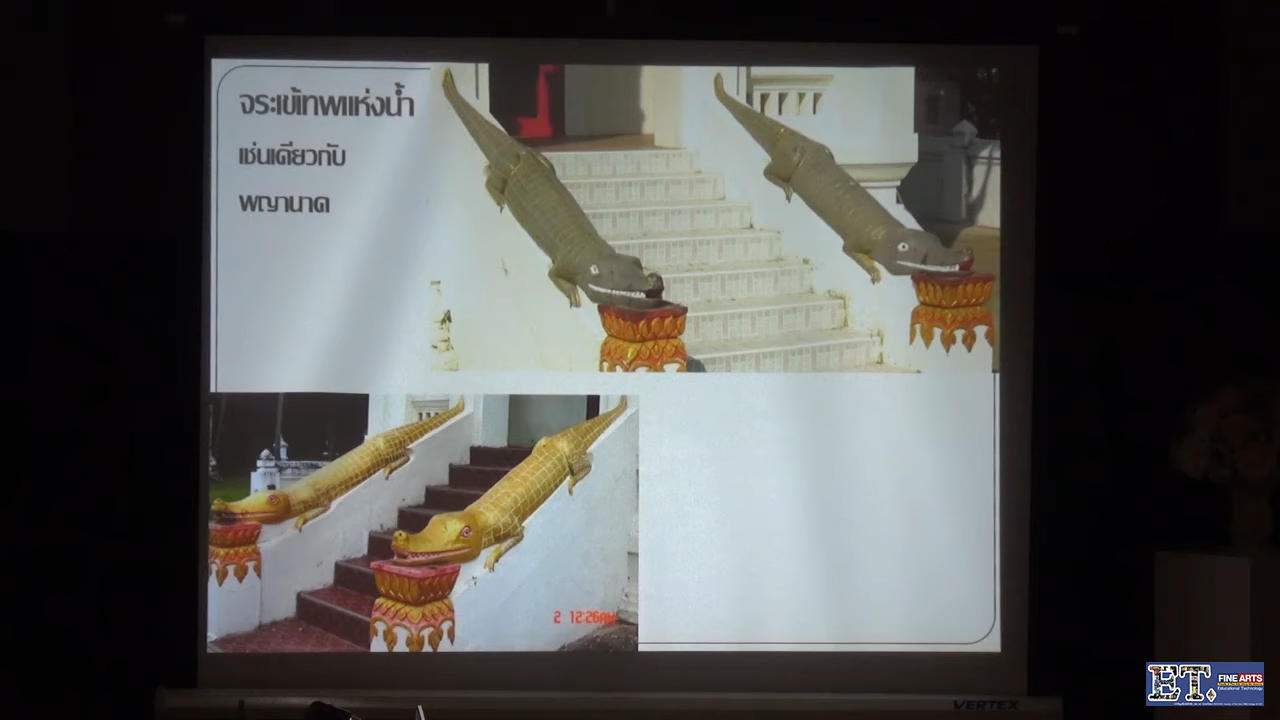 จระเข้เทพแห่งน้ำ
เช่นเดียวกับ
พญานาค
2 12:26AM
VERTEX
ET.
FINE ARTS
Educational Technology